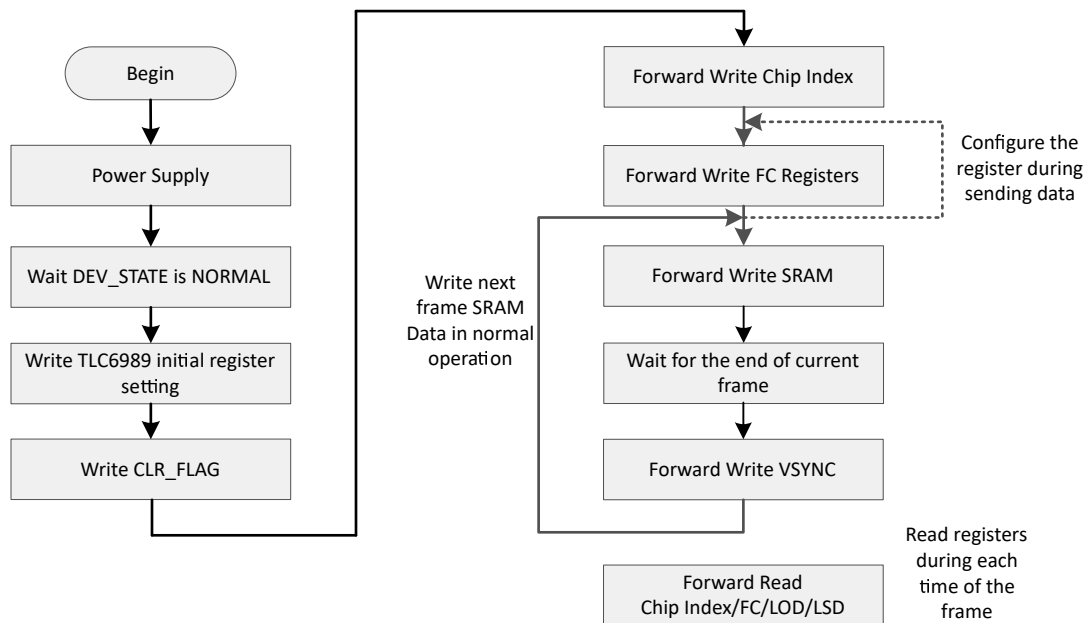 Begin
Power Supply
Wait DEV_STATE is NORMAL
Write TLC6989 initial register
setting
Write CLR_FLAG
Forward Write Chip Index
Configure the
register during
sending data
Forward Write FC Registers
Write next
frame SRAM
Data in normal
operation
Forward Write SRAM
Wait for the end of current
frame
Forward Write VSYNC
Forward Read
Chip Index/FC/LOD/LSD
Read registers
during each
time of the
frame